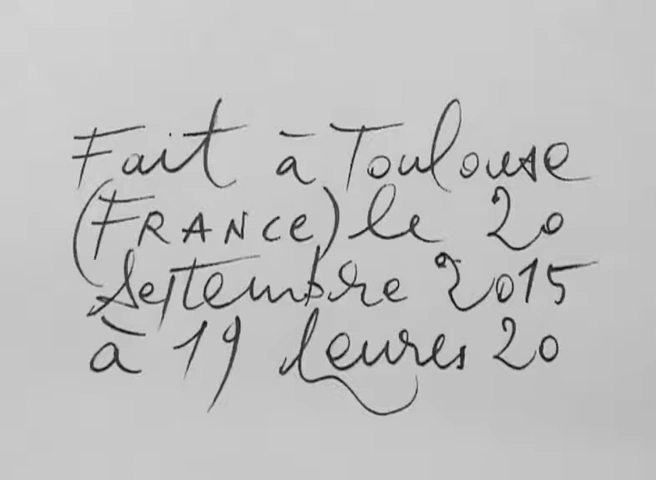 Fait à Toulouse
(FRANCE) le 20
Septembre 2015
à 19 heures 20